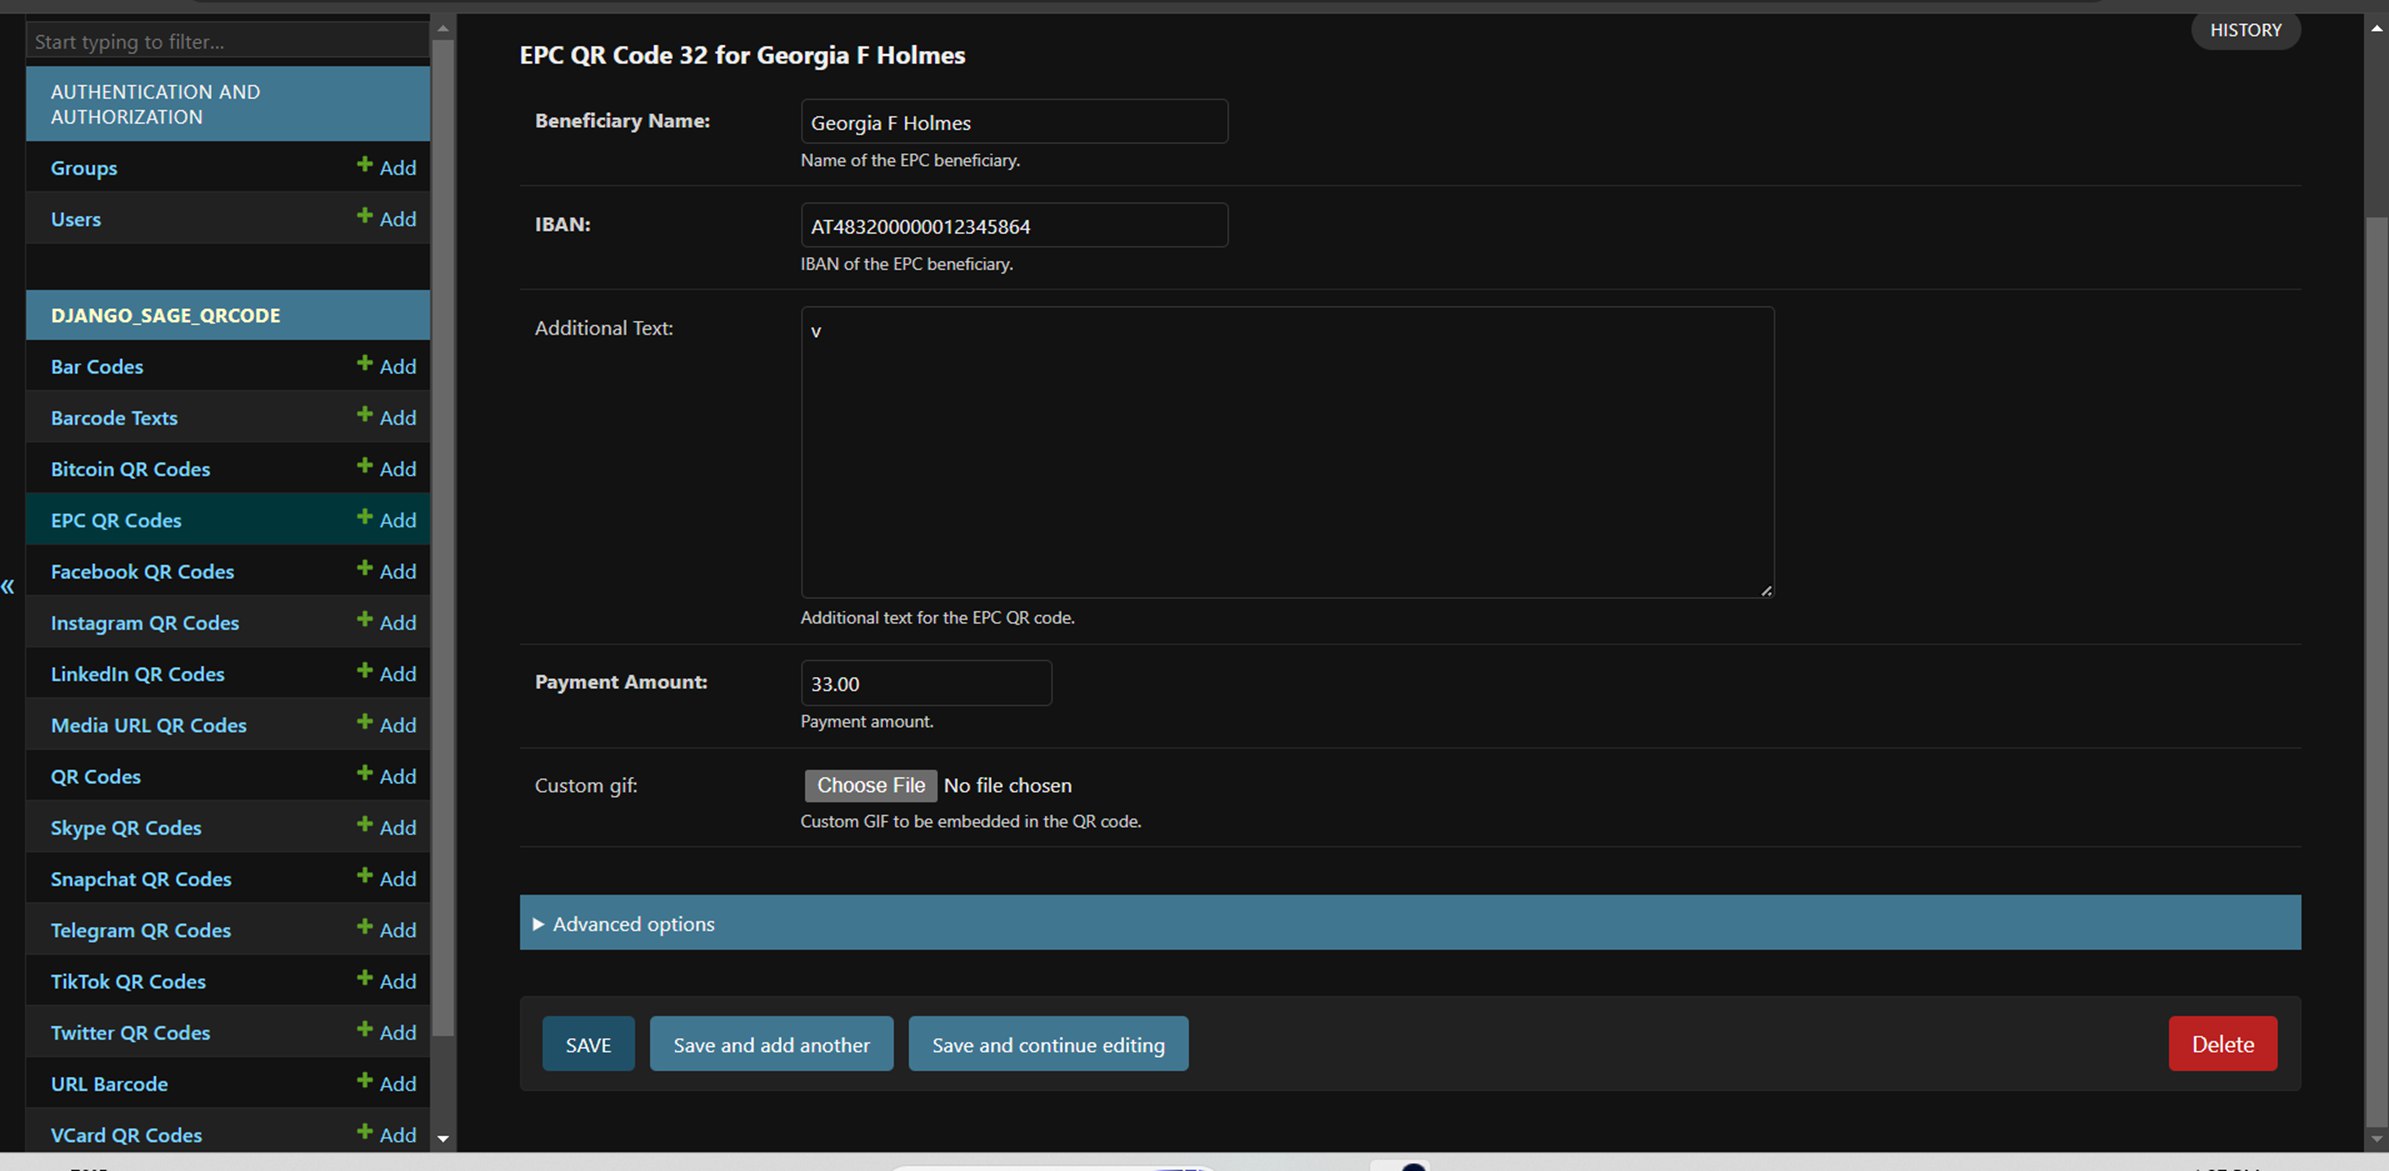 Start typing to filter...
AUTHENTICATION AND
AUTHORIZATION
Groups
Add
Users
Add
DJANGO_SAGE_QRCODE
Bar Codes
Add
Barcode Texts
Add
Bitcoin QR Codes
Add
EPC QR Codes
Add
Facebook QR Codes
Add
Instagram QR Codes
Add
LinkedIn QR Codes
Add
Media URL QR Codes
Add
QR Codes
Add
Skype QR Codes
Add
Snapchat QR Codes
Add
Telegram QR Codes
Add
TikTok QR Codes
Add
Twitter QR Codes
Add
URL Barcode
Add
VCard QR Codes
Add
«
HISTORY
EPC QR Code 32 for Georgia F Holmes
Beneficiary Name:
Georgia F Holmes
Name of the EPC beneficiary.
IBAN:
AT483200000012345864
IBAN of the EPC beneficiary.
Additional Text:
v
Additional text for the EPC QR code.
Payment Amount:
33.00
Payment amount.
Custom gif:
Choose File No file chosen
Custom GIF to be embedded in the QR code.
Advanced options
SAVE
Save and add another
Save and continue editing
Delete